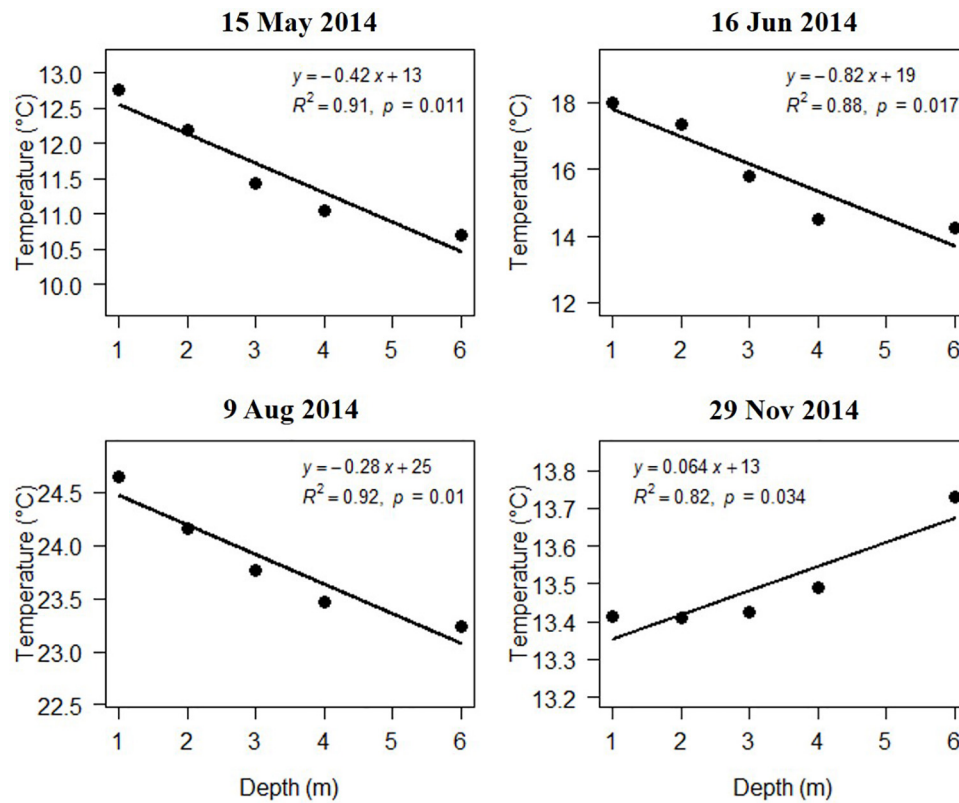 15 May 2014
y = −0.42 x + 13
R² = 0.91, p = 0.011
Temperature (°C)
13.0
12.5
12.0
11.5
11.0
10.5
10.0
1 2 3 4 5 6
16 Jun 2014
y = −0.82 x + 19
R² = 0.88, p = 0.017
Temperature (°C)
18
16
14
12
1 2 3 4 5 6
9 Aug 2014
y = −0.28 x + 25
R² = 0.92, p = 0.01
Temperature (°C)
24.5
24.0
23.5
23.0
22.5
1 2 3 4 5 6
Depth (m)
29 Nov 2014
y = 0.064 x + 13
R² = 0.82, p = 0.034
Temperature (°C)
13.8
13.7
13.6
13.5
13.4
13.3
13.2
1 2 3 4 5 6
Depth (m)